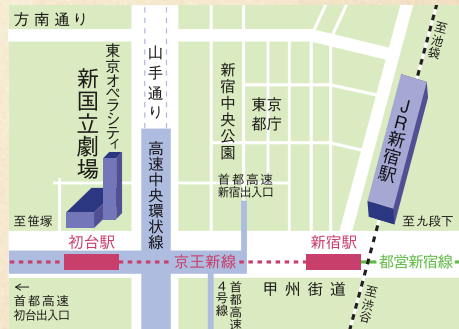 方南通り
至池袋
山手通り
東京オペラシティ
新国立劇場
新宿中央公園
東京
都庁
JR新宿駅
高速中央環状線
首都高速
新宿出入口
至笹塚
至九段下
初台駅
新宿駅
京王新線
都営新宿線
←
首都高速
初台出入口
首都高速
4号線
甲州街道
至渋谷